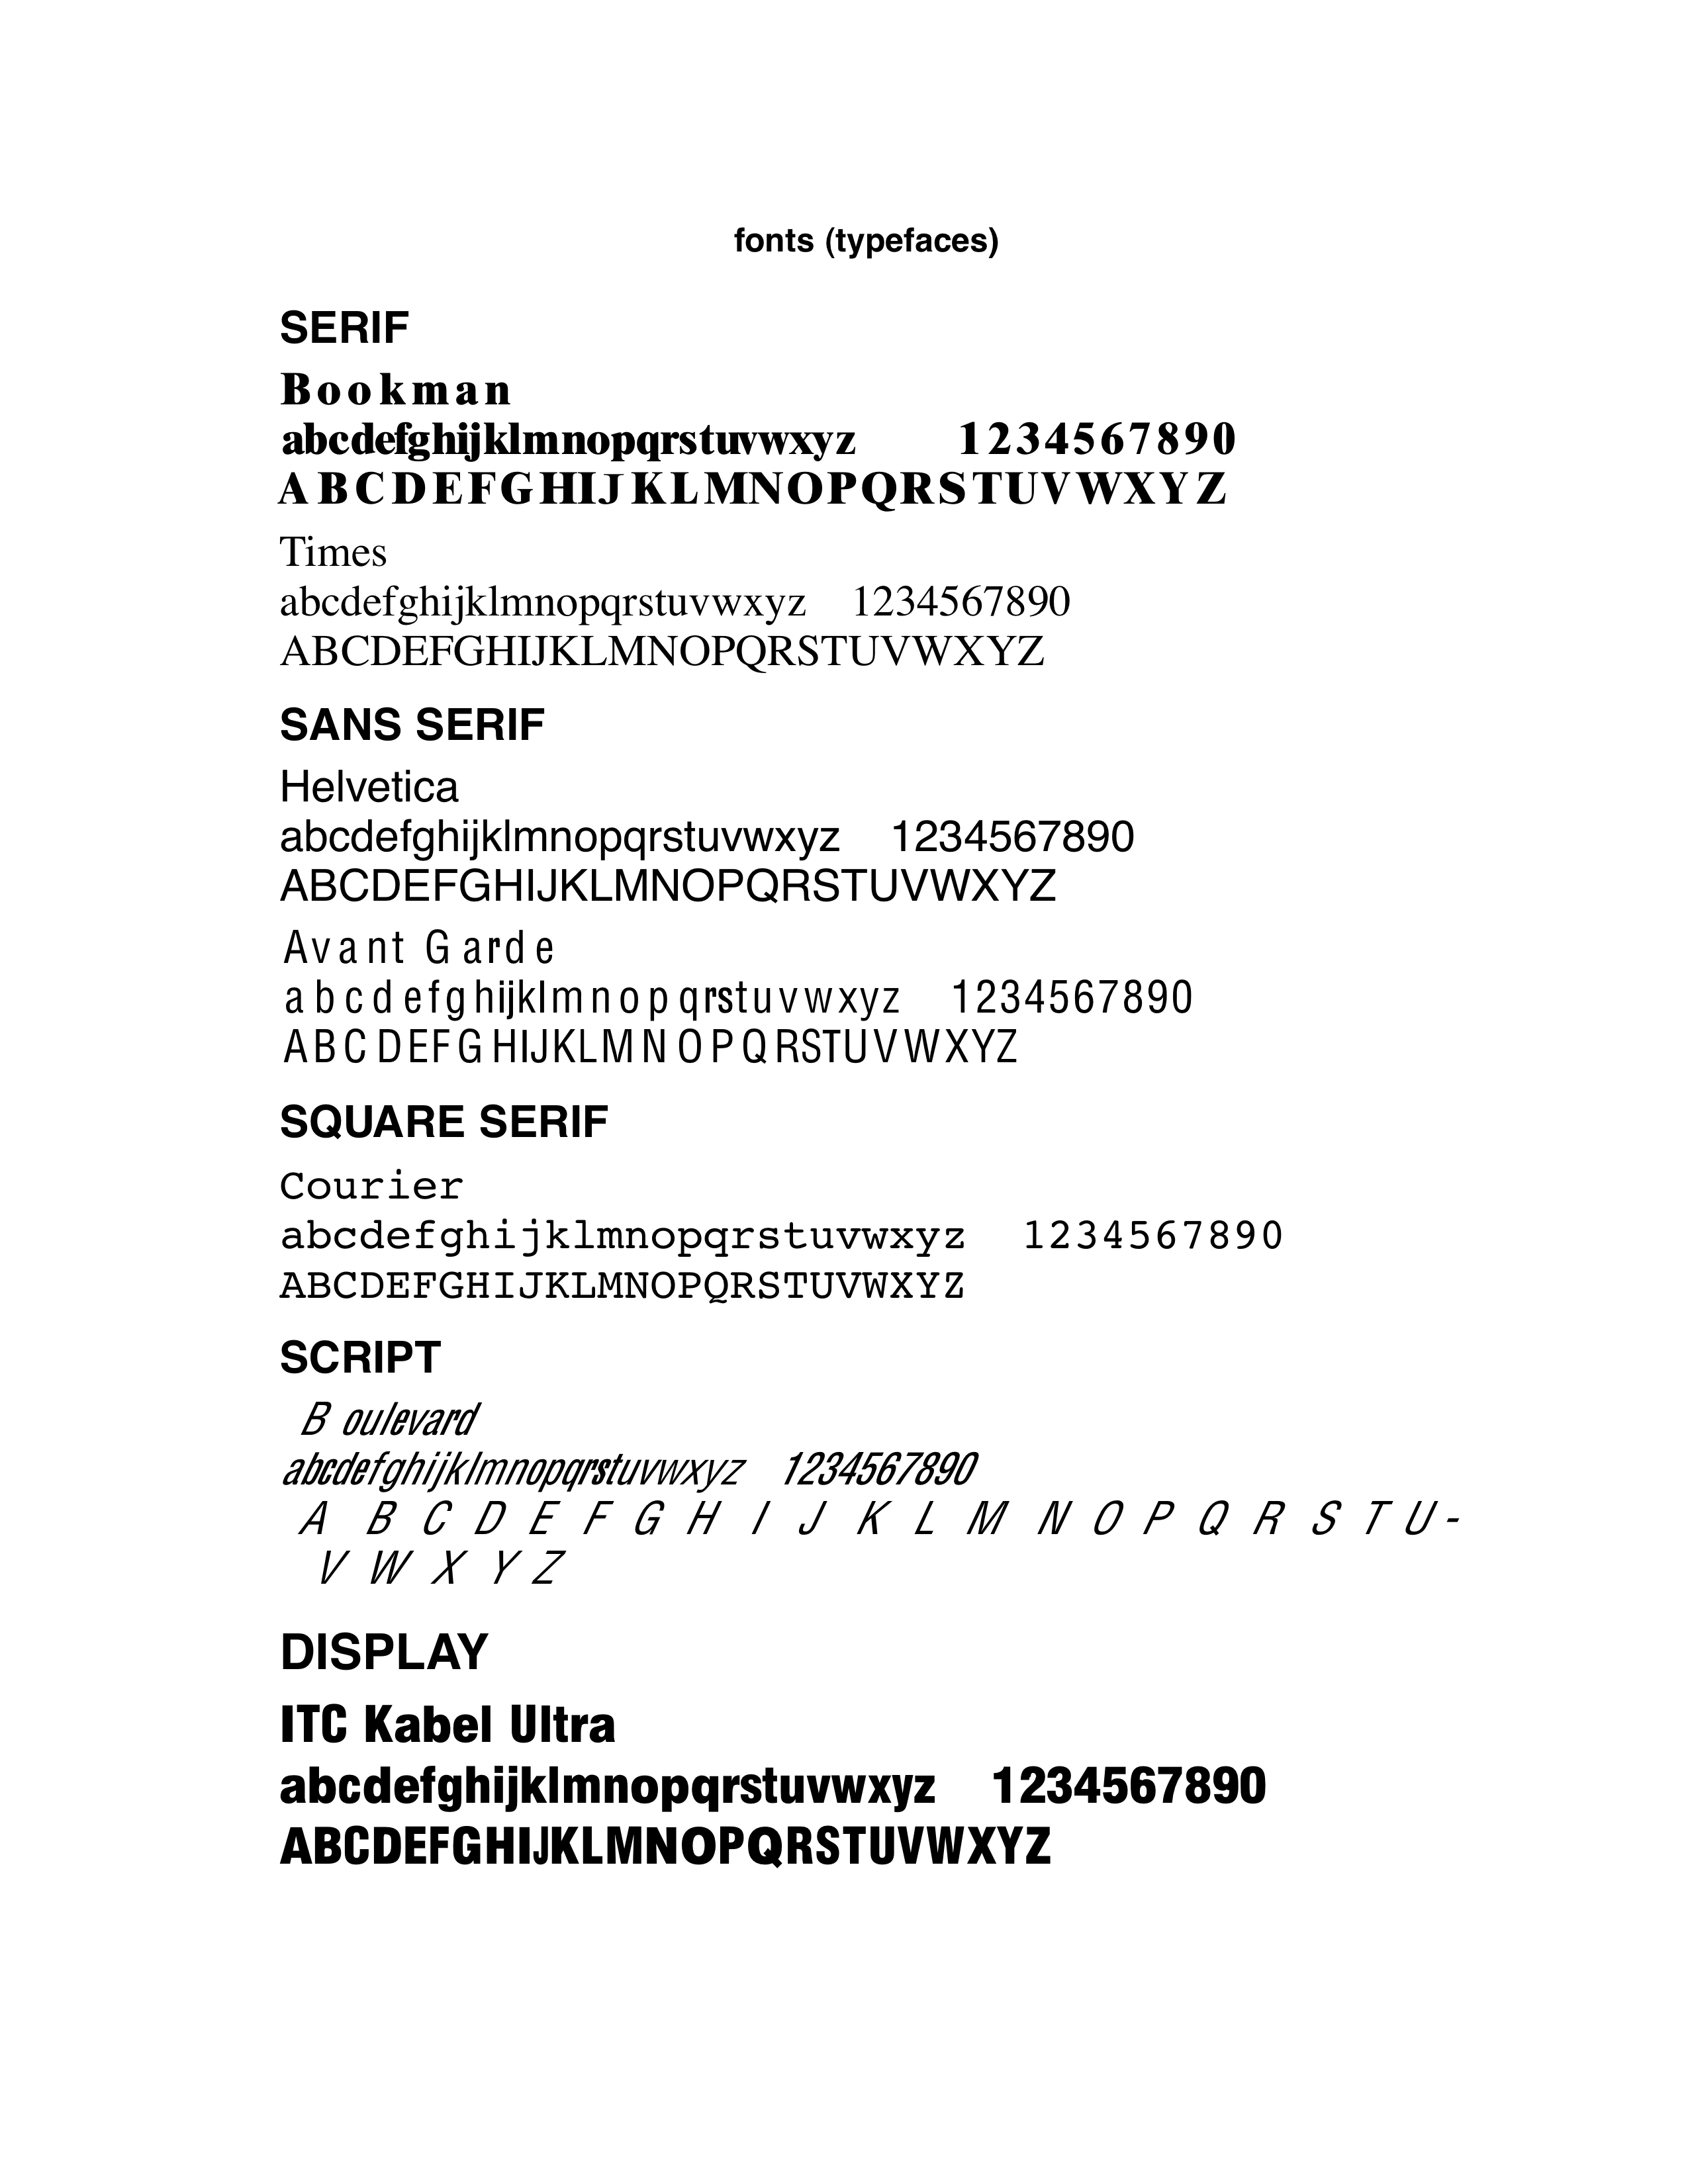 fonts (typefaces)
SERIF
Bookman
abcdefghijklmnopqrstuvwxyz 1234567890
ABCDEFGHIJKLMNOPQRSTUVWXYZ
Times
abcdefghijklmnopqrstuvwxyz 1234567890
ABCDEFGHIJKLMNOPQRSTUVWXYZ
SANS SERIF
Helvetica
abcdefghijklmnopqrstuvwxyz 1234567890
ABCDEFGHIJKLMNOPQRSTUVWXYZ
Avant Garde
abcdefghijklmnopqrstuvwxyz 1234567890
ABCDEFGHIJKLMNOPQRSTUVWXYZ
SQUARE SERIF
Courier
abcdefghijklmnopqrstuvwxyz 1234567890
ABCDEFGHIJKLMNOPQRSTUVWXYZ
SCRIPT
Boulevard
abcdefghijklmnopqrstuvwxyz 1234567890
A B C D E F G H I J K L M N O P Q R S T U -
V W X Y Z
DISPLAY
ITC Kabel Ultra
abcdefghijklmnopqrstuvwxyz 1234567890
ABCDEFGHIJKLMNOPQRSTUVWXYZ